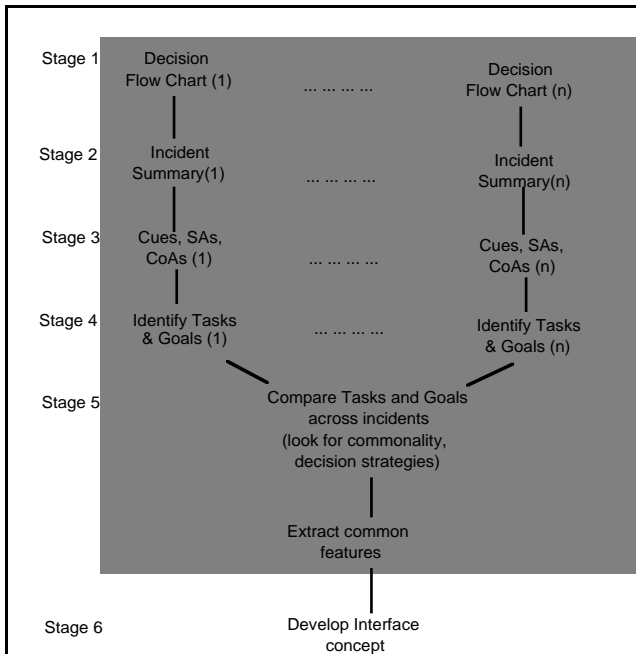 Stage 1
Decision
Flow Chart (1)
... ... ... ...
Decision
Flow Chart (n)
Stage 2
Incident
Summary(1)
... ... ... ...
Incident
Summary(n)
Stage 3
Cues, SAs,
CoAs (1)
... ... ... ...
Cues, SAs,
CoAs (n)
Stage 4
Identify Tasks
& Goals (1)
... ... ... ...
Identify Tasks
& Goals (n)
Stage 5
Compare Tasks and Goals
across incidents
(look for commonality,
decision strategies)
Extract common
features
Stage 6
Develop Interface
concept